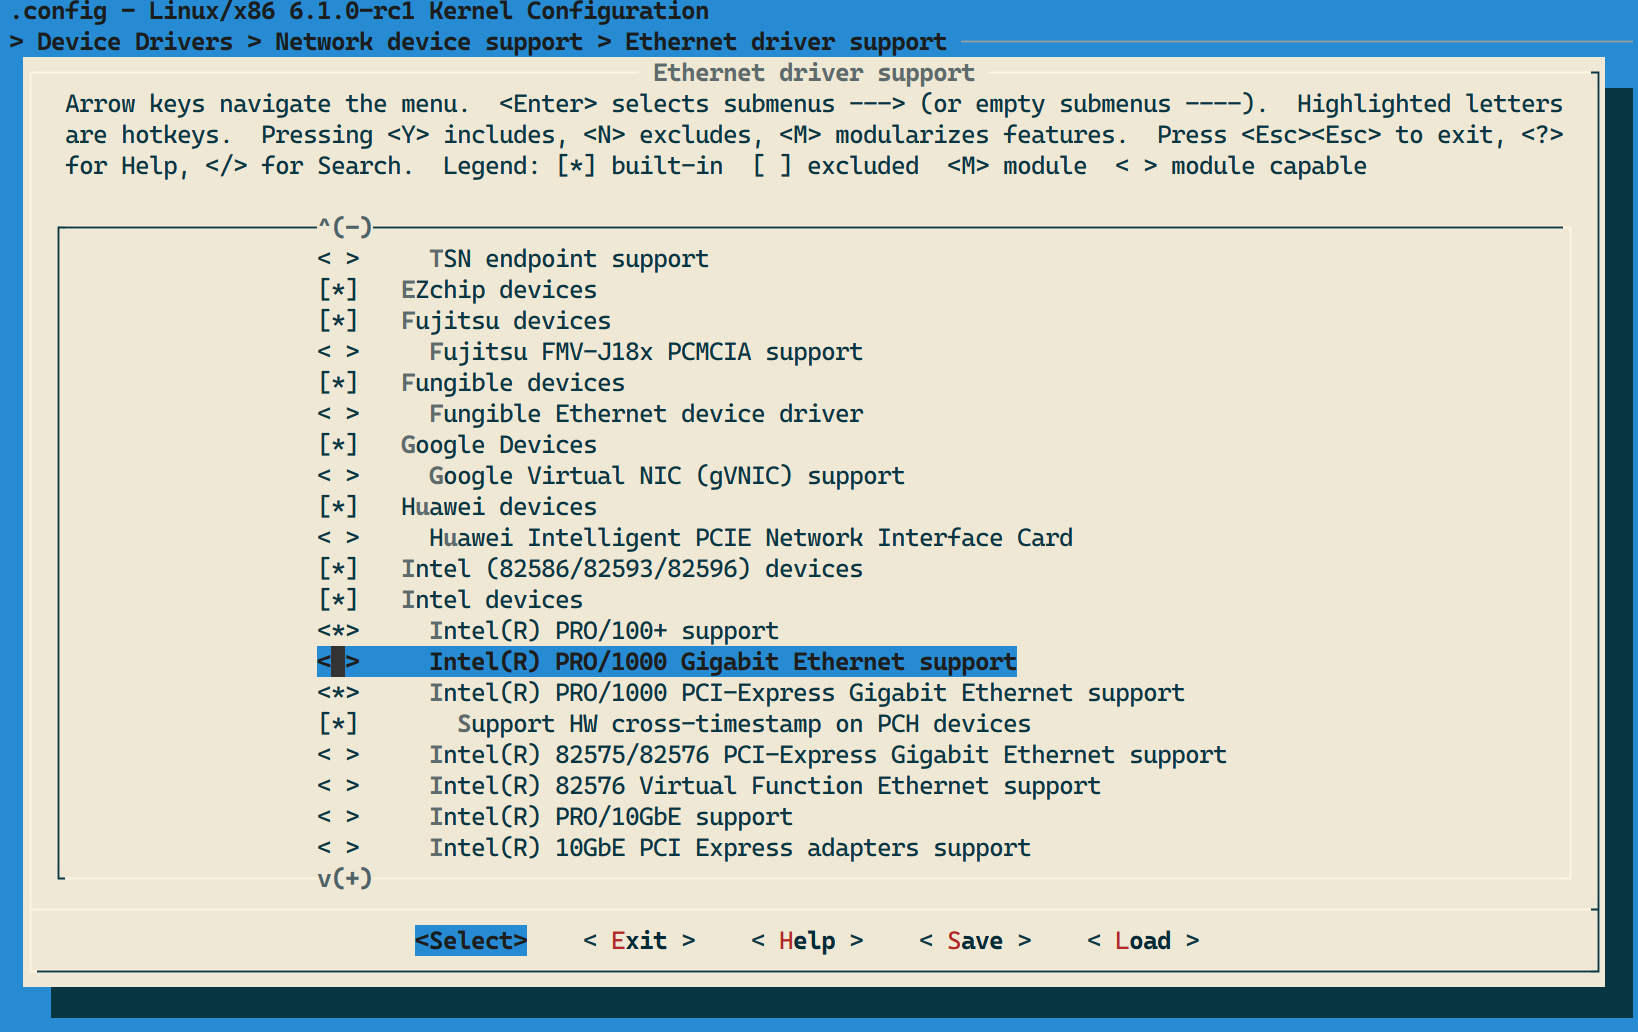 .config - Linux/x86 6.1.0-rc1 Kernel Configuration
> Device Drivers > Network device support > Ethernet driver support
Ethernet driver support
Arrow keys navigate the menu.  <Enter> selects submenus ---> (or empty submenus ----).  Highlighted letters
are hotkeys.  Pressing <Y> includes, <N> excludes, <M> modularizes features.  Press <Esc><Esc> to exit, <?>
for Help, </> for Search.  Legend: [*] built-in  [ ] excluded  <M> module  < > module capable
^(-)
< >     TSN endpoint support
[*]   EZchip devices
[*]   Fujitsu devices
< >     Fujitsu FMV-J18x PCMCIA support
[*]   Fungible devices
< >     Fungible Ethernet device driver
[*]   Google Devices
< >     Google Virtual NIC (gVNIC) support
[*]   Huawei devices
< >     Huawei Intelligent PCIE Network Interface Card
[*]   Intel (82586/82593/82596) devices
[*]   Intel devices
<*>     Intel(R) PRO/100+ support
< >     Intel(R) PRO/1000 Gigabit Ethernet support
<*>     Intel(R) PRO/1000 PCI-Express Gigabit Ethernet support
[*]       Support HW cross-timestamp on PCH devices
< >     Intel(R) 82575/82576 PCI-Express Gigabit Ethernet support
< >     Intel(R) 82576 Virtual Function Ethernet support
< >     Intel(R) PRO/10GbE support
< >     Intel(R) 10GbE PCI Express adapters support
v(+)
<Select>    < Exit >    < Help >    < Save >    < Load >